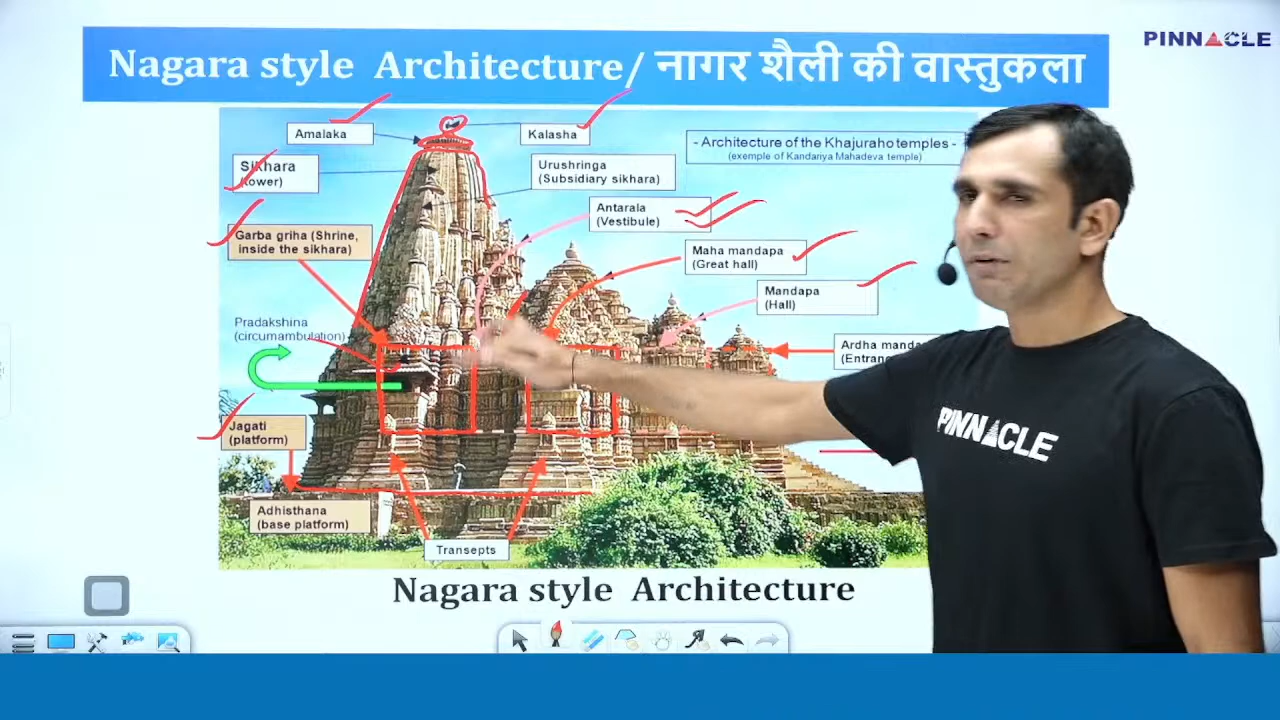 Nagara style Architecture/ नागर शैली की वास्तुकला
PINNACLE
Amalaka
Kalasha
- Architecture of the Khajuraho temples -
(exemple of Kandariya Mahadeva temple)
Sikhara
(tower)
Urushringa
(Subsidiary sikhara)
Antarala
(Vestibule)
Garba griha (Shrine,
inside the sikhara)
Maha mandapa
(Great hall)
Mandapa
(Hall)
Pradakshina
(circumambulation)
Ardha
Jagati
(platform)
Adhisthana
(base platform)
Transepts
PINNACLE
Nagara style Architecture